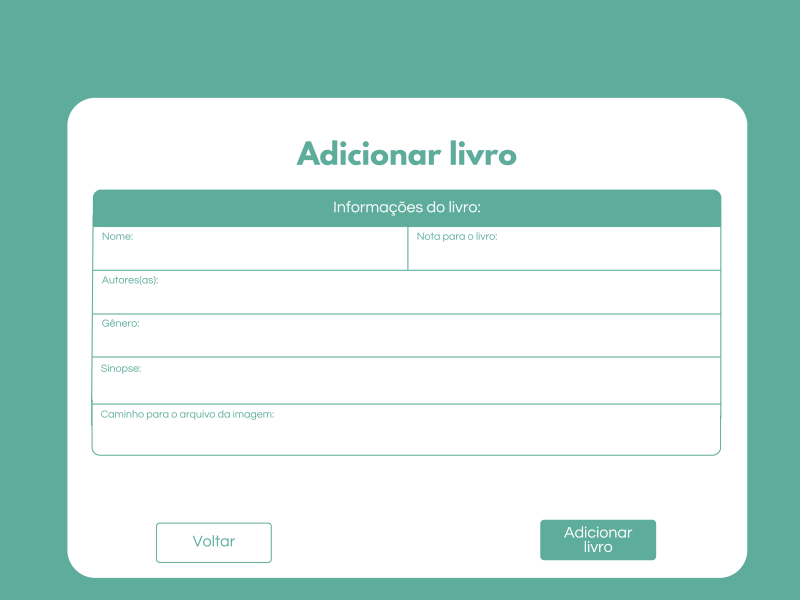 Adicionar livro
Informações do livro:
Nome:
Nota para o livro:
Autores(as):
Gênero:
Sinopse:
Caminho para o arquivo da imagem:
Voltar
Adicionar
livro